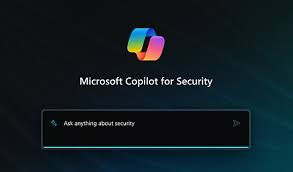 Microsoft Copilot for Security
Ask anything about security